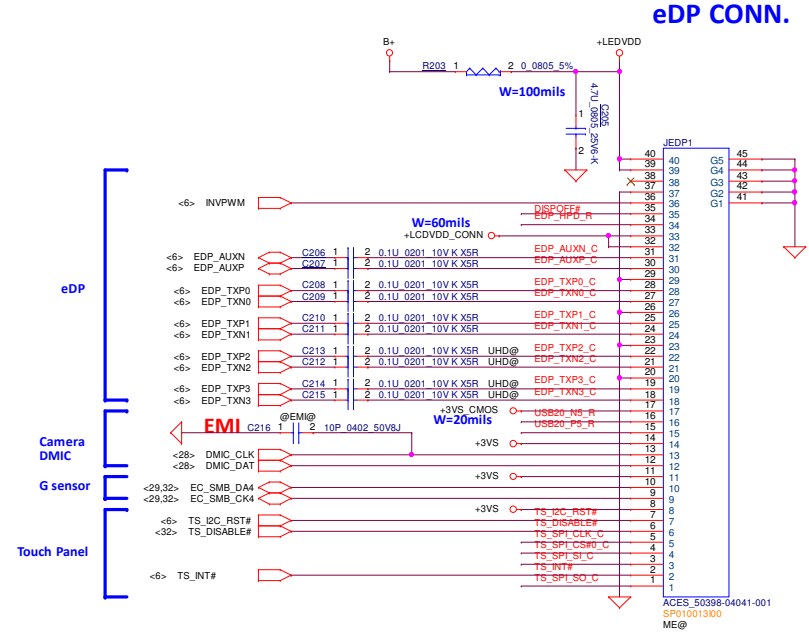 eDP CONN.
B+
+LEDVDD
R203 1 2 0_0805_5%
W=100mils
1
2
C205
4.7U_0805_25V6-K
JEDP1
40 40 G5 45
39 39 G4 44
38 38 G3 43
37 37 G2 42
36 36 G1 41
35 35
34 34
33 33
32 32
31 31
30 30
29 29
28 28
27 27
26 26
25 25
24 24
23 23
22 22
21 21
20 20
19 19
18 18
17 17
16 16
15 15
14 14
13 13
12 12
11 11
10 10
9 9
8 8
7 7
6 6
5 5
4 4
3 3
2 2
1 1
<6> INVPWM
DISPOFF#
EDP_HPD_R
W=60mils
+LCDVDD_CONN
eDP
<6> EDP_AUXN C206 1 2 0.1U_0201_10V K X5R EDP_AUXN_C
<6> EDP_AUXP C207 1 2 0.1U_0201_10V K X5R EDP_AUXP_C
<6> EDP_TXP0 C208 1 2 0.1U_0201_10V K X5R EDP_TXP0_C
<6> EDP_TXN0 C209 1 2 0.1U_0201_10V K X5R EDP_TXN0_C
<6> EDP_TXP1 C210 1 2 0.1U_0201_10V K X5R EDP_TXP1_C
<6> EDP_TXN1 C211 1 2 0.1U_0201_10V K X5R EDP_TXN1_C
<6> EDP_TXP2 C213 1 2 0.1U_0201_10V K X5R UHD@ EDP_TXP2_C
<6> EDP_TXN2 C212 1 2 0.1U_0201_10V K X5R UHD@ EDP_TXN2_C
<6> EDP_TXP3 C214 1 2 0.1U_0201_10V K X5R UHD@ EDP_TXP3_C
<6> EDP_TXN3 C215 1 2 0.1U_0201_10V K X5R UHD@ EDP_TXN3_C
+3VS_CMOS
W=20mils
USB20_N5_R
USB20_P5_R
@EMI@
EMI C216 1 2 10P_0402_50V8J
+3VS
Camera
DMIC
<28> DMIC_CLK
<28> DMIC_DAT
+3VS
G sensor
<29,32> EC_SMB_DA4
<29,32> EC_SMB_CK4
+3VS
Touch Panel
<6> TS_I2C_RST# TS_I2C_RST#
<32> TS_DISABLE# TS_DISABLE#
TS_SPI_CLK_C
TS_SPI_CS#0_C
TS_SPI_SI_C
<6> TS_INT# TS_INT#
TS_SPI_SO_C
ACES_50398-04041-001
SP010013I00
ME@